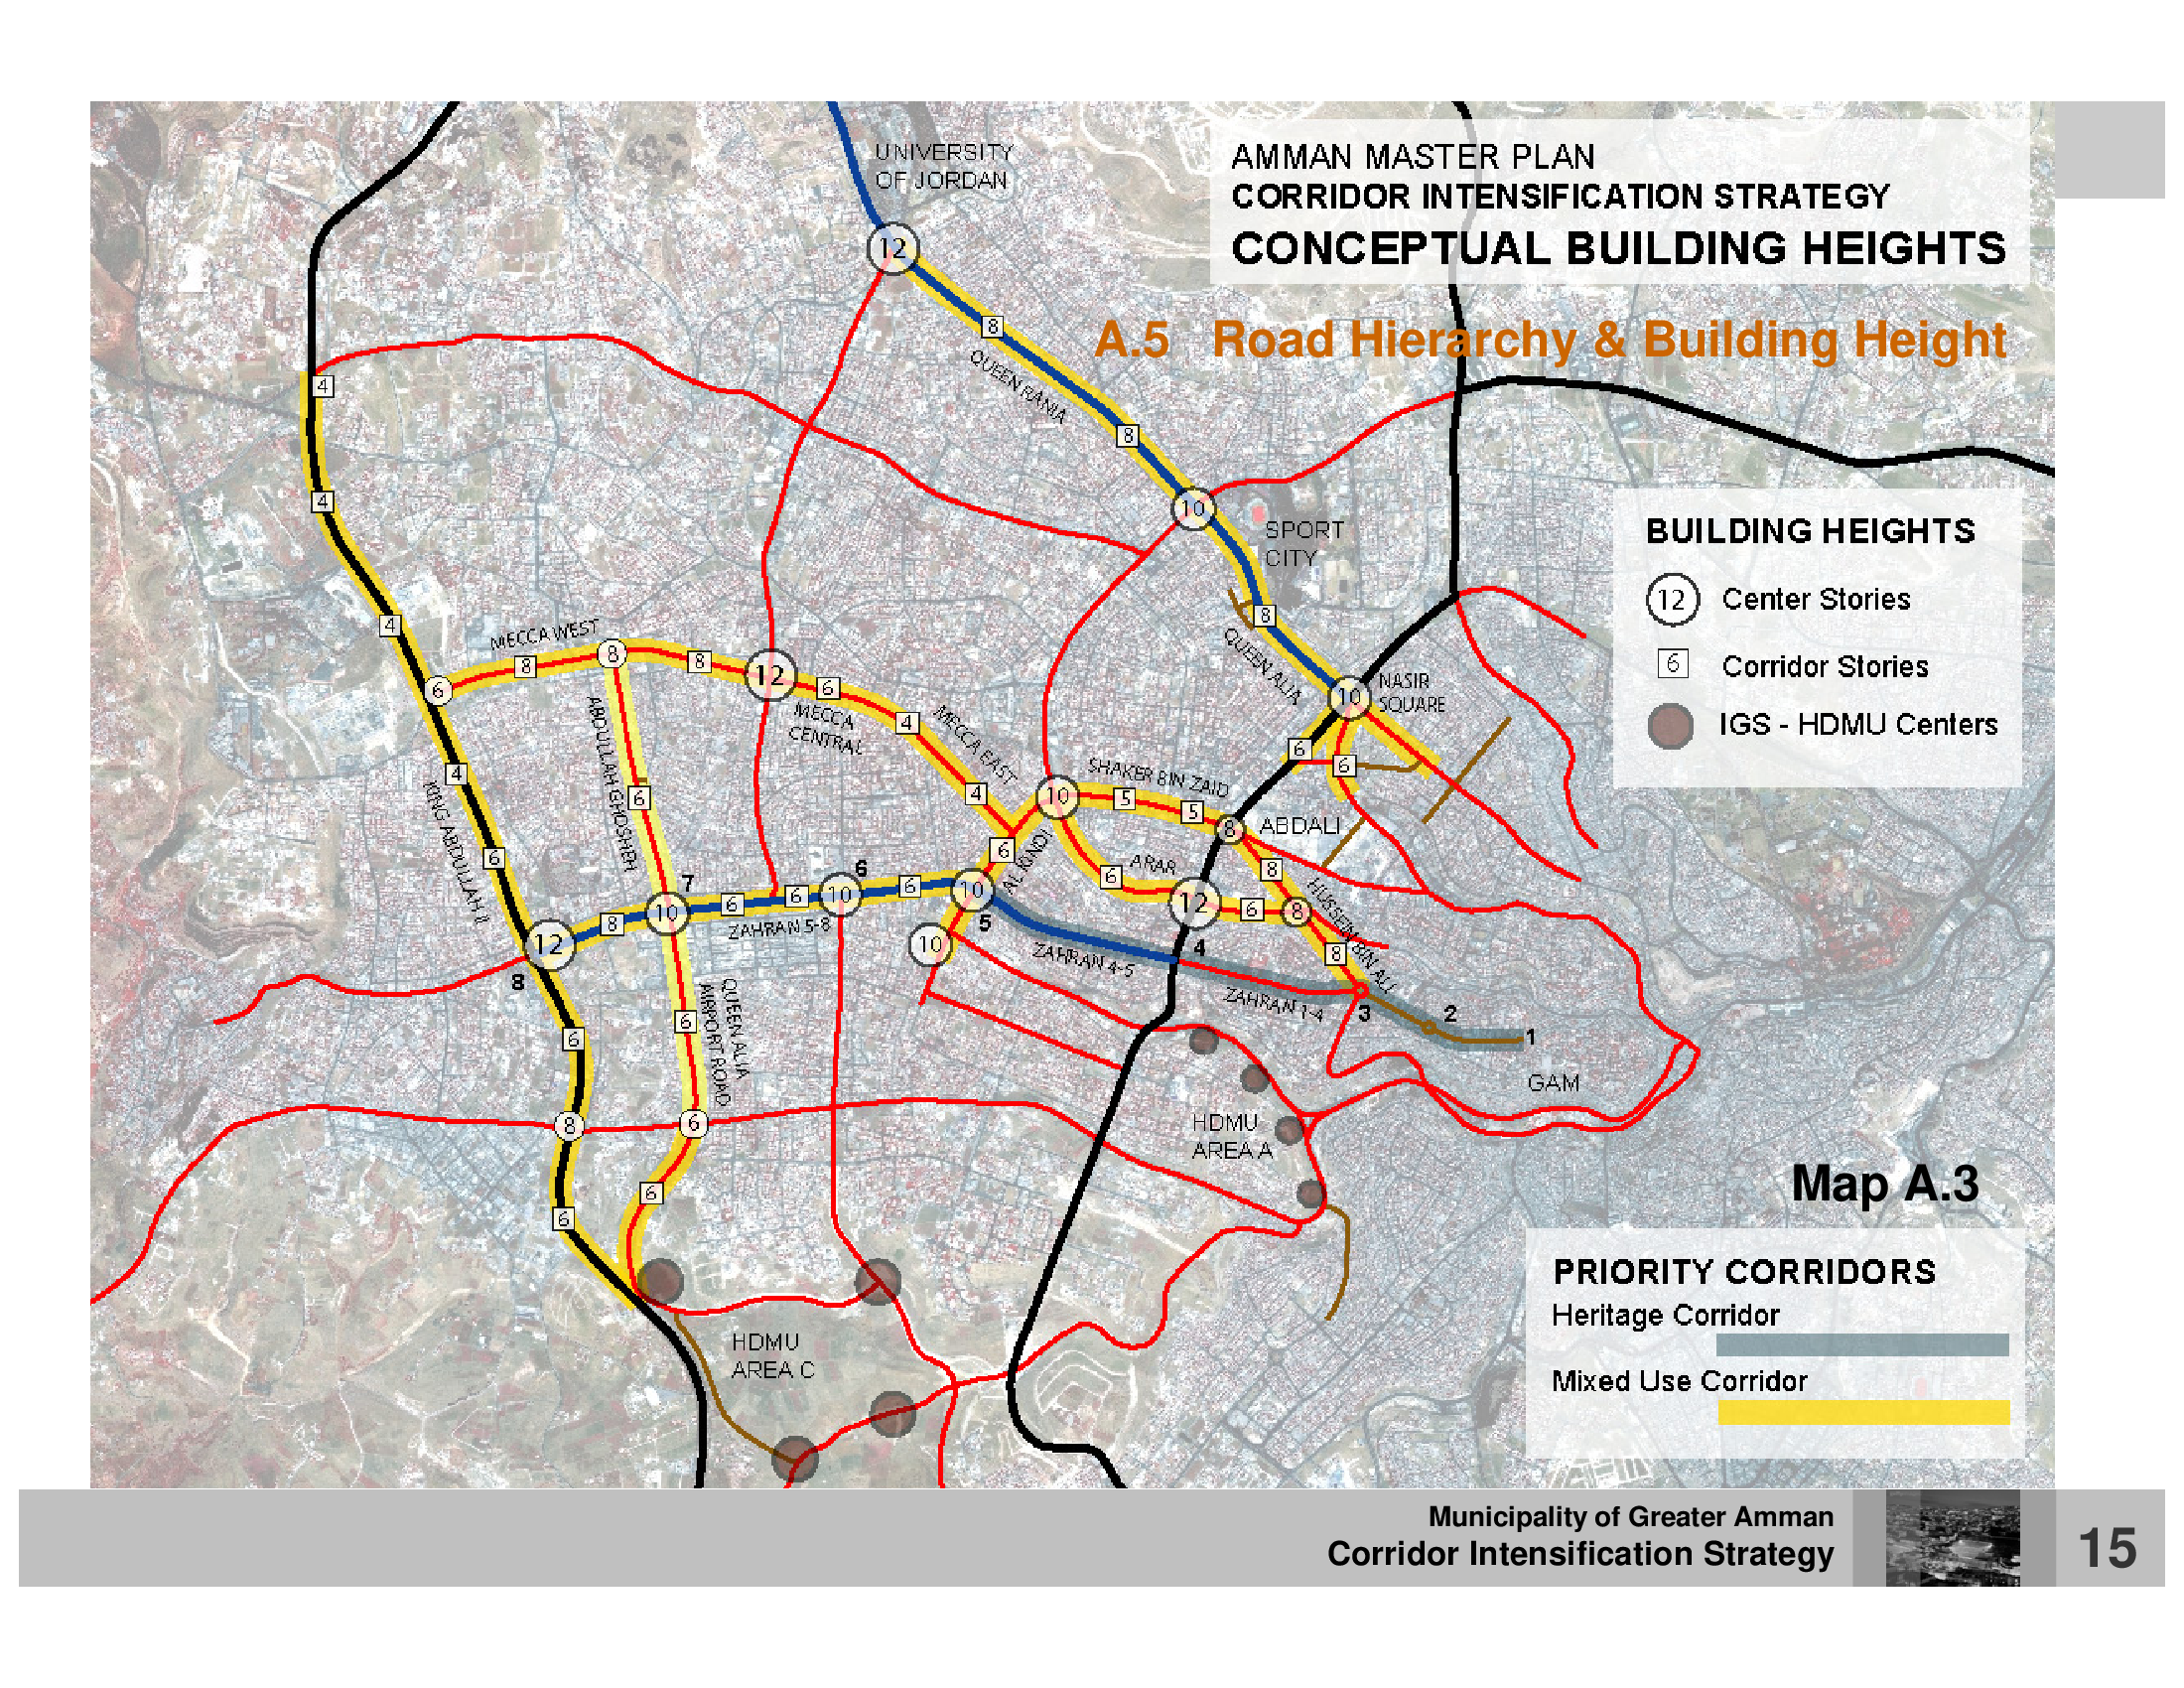 UNIVERSITY
OF JORDAN
AMMAN MASTER PLAN
CORRIDOR INTENSIFICATION STRATEGY
CONCEPTUAL BUILDING HEIGHTS
12
A.5 Road Hierarchy & Building Height
8
QUEEN RANIA
4
8
4
10
SPORT
CITY
BUILDING HEIGHTS
12 Center Stories
6 Corridor Stories
IGS - HDMU Centers
4
8
QUEEN ALIA
MECCA WEST
8
8
8
12
6
6
MECCA
CENTRAL
4
MECCA EAST
10
NASIR
SQUARE
6
6
4
KING ABDULLAH II
ABDULLAH GHOSHEH
6
4
10
SHAKER BIN ZAID
5
5
8
ABDALI
6
6
AL KINDI
ARAR
6
8
HUSSEIN BIN ALI
7
6
12
8
10
6
6
10
6
10
12
6
8
ZAHRAN 5-8
5
10
8
8
4
ZAHRAN 4-5
ZAHRAN 1-4
3
2
1
GAM
QUEEN ALIA
AIRPORT ROAD
6
6
8
6
HDMU
AREA A
6
6
Map A.3
HDMU
AREA C
PRIORITY CORRIDORS
Heritage Corridor
Mixed Use Corridor
Municipality of Greater Amman
Corridor Intensification Strategy
15